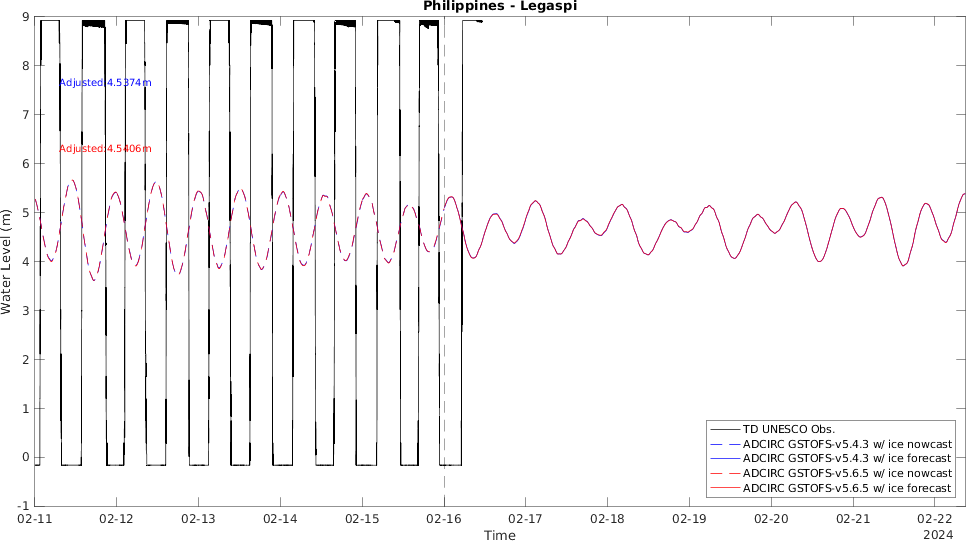 Philippines - Legaspi
9
8
7
6
5
4
3
2
1
0
-1
Water Level (m)
Adjusted:4.5374m
Adjusted:4.5406m
TD UNESCO Obs.
ADCIRC GSTOFS-v5.4.3 w/ ice nowcast
ADCIRC GSTOFS-v5.4.3 w/ ice forecast
ADCIRC GSTOFS-v5.6.5 w/ ice nowcast
ADCIRC GSTOFS-v5.6.5 w/ ice forecast
02-11 02-12 02-13 02-14 02-15 02-16 02-17 02-18 02-19 02-20 02-21 02-22
2024
Time